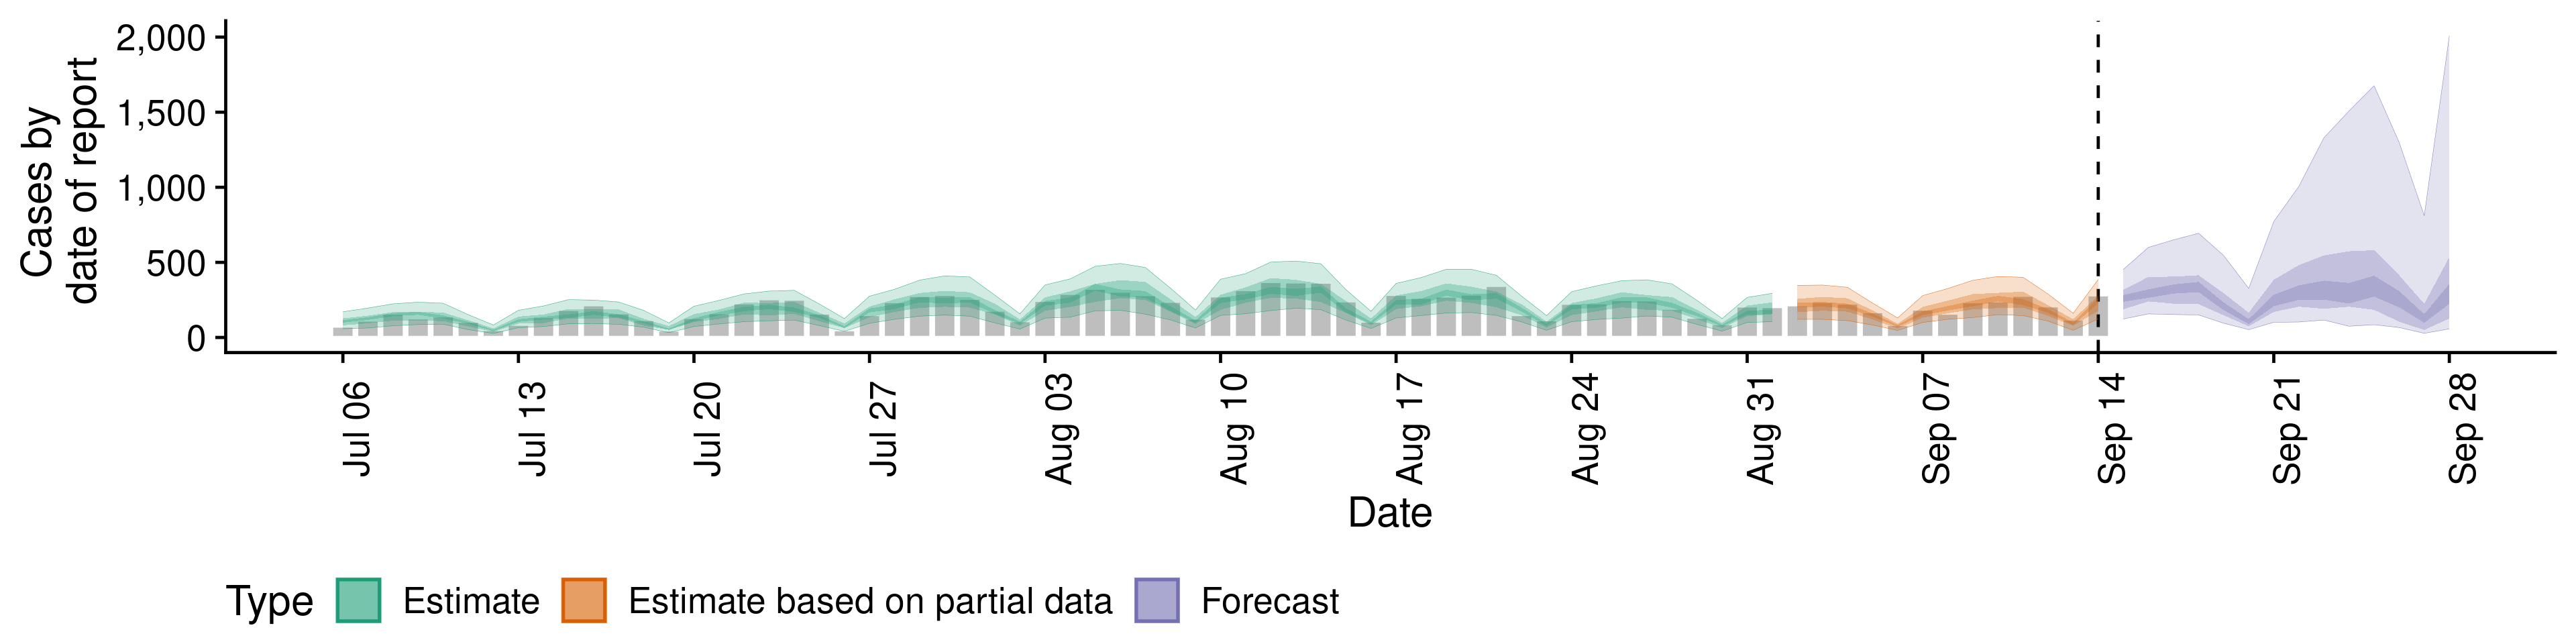 Cases by
date of report
2,000
1,500
1,000
500
0
Jul 06
Jul 13
Jul 20
Jul 27
Aug 03
Aug 10
Aug 17
Aug 24
Aug 31
Sep 07
Sep 14
Sep 21
Sep 28
Date
Type Estimate Estimate based on partial data Forecast